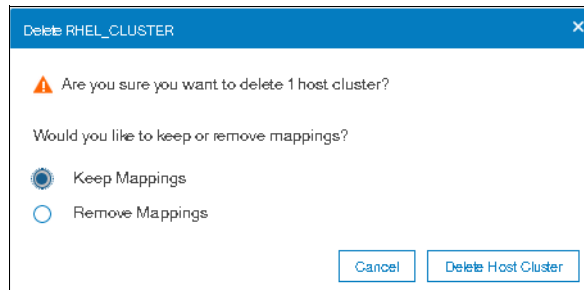 Delete RHEL_CLUSTER
Are you sure you want to delete 1 host cluster?
Would you like to keep or remove mappings?
Keep Mappings
Remove Mappings
Cancel
Delete Host Cluster